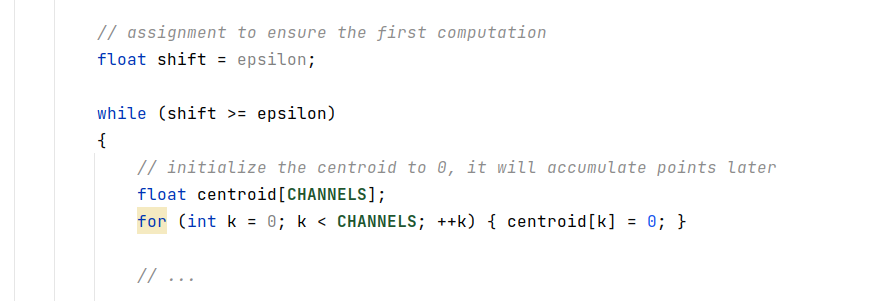 // assignment to ensure the first computation
float shift = epsilon;
while (shift >= epsilon)
{
// initialize the centroid to 0, it will accumulate points later
float centroid[CHANNELS];
for (int k = 0; k < CHANNELS; ++k) { centroid[k] = 0; }
// ...